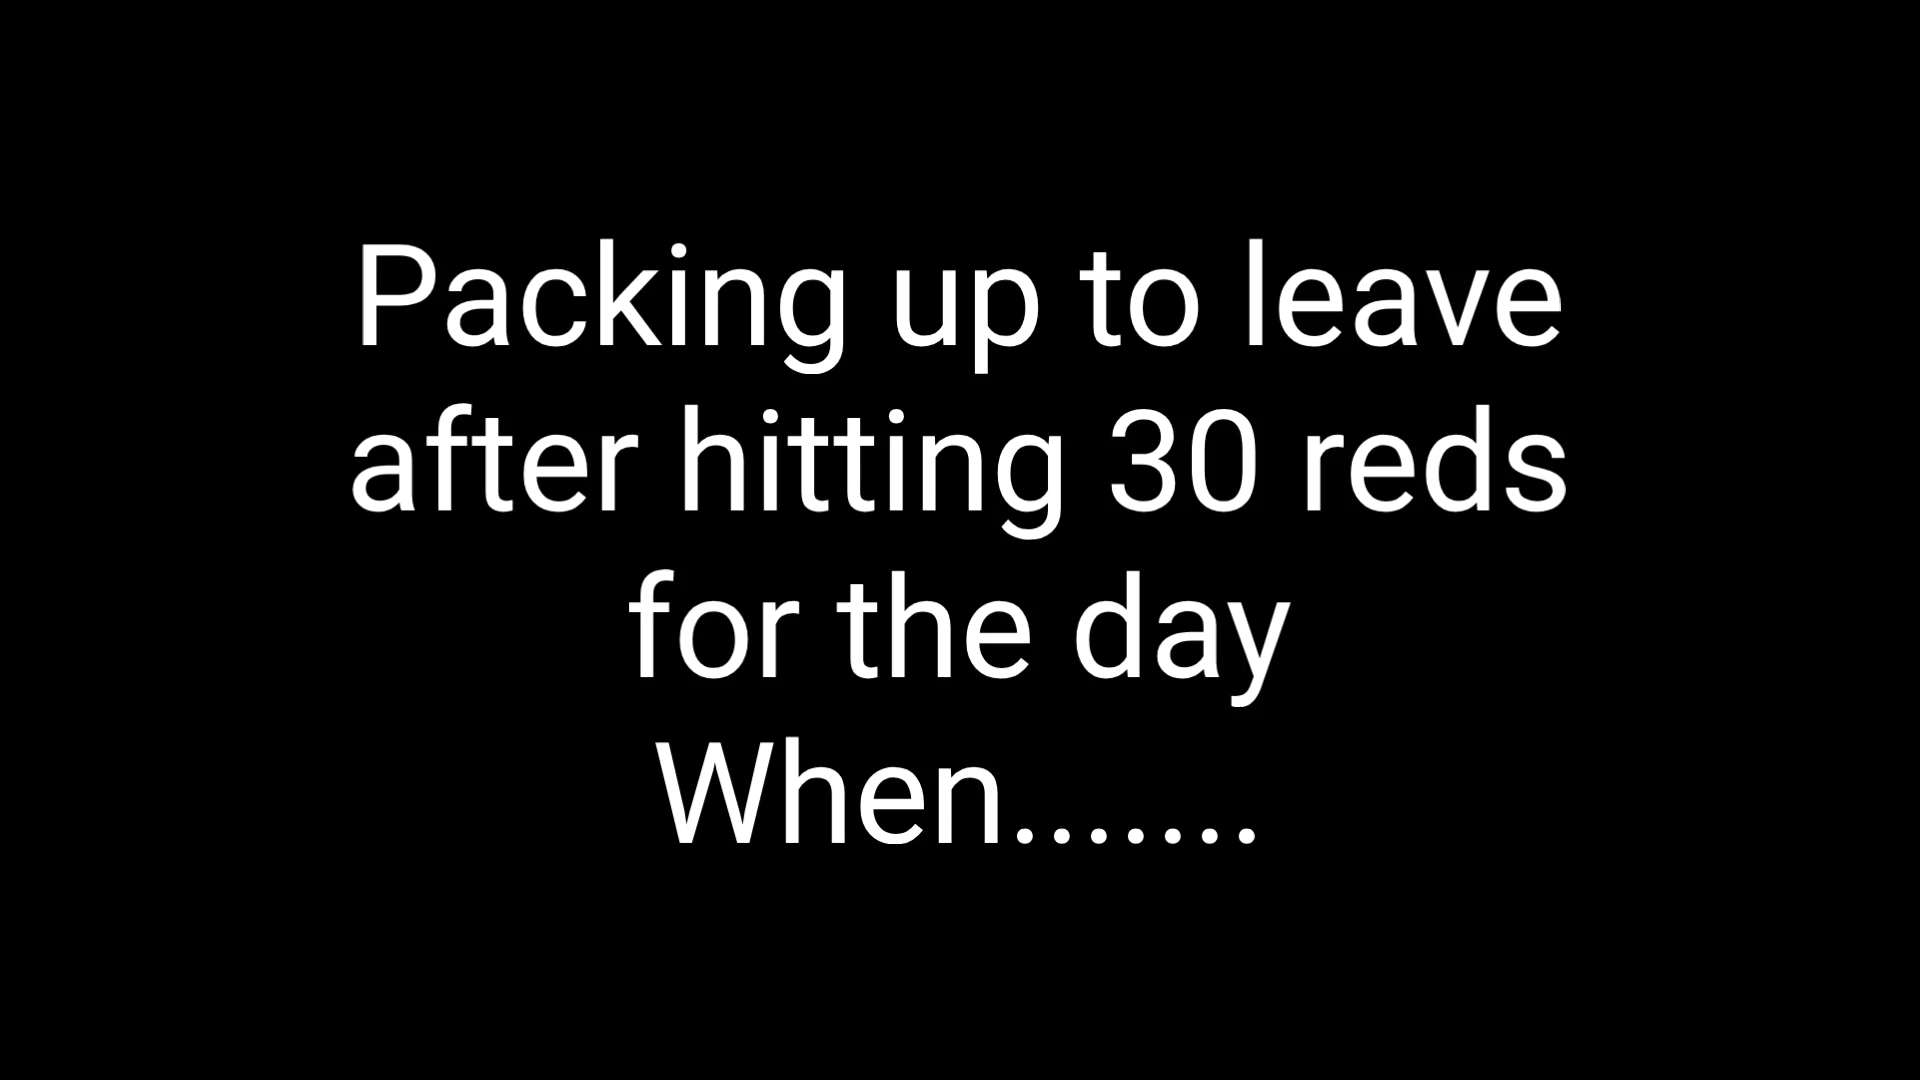 Packing up to leave
after hitting 30 reds
for the day
When.......